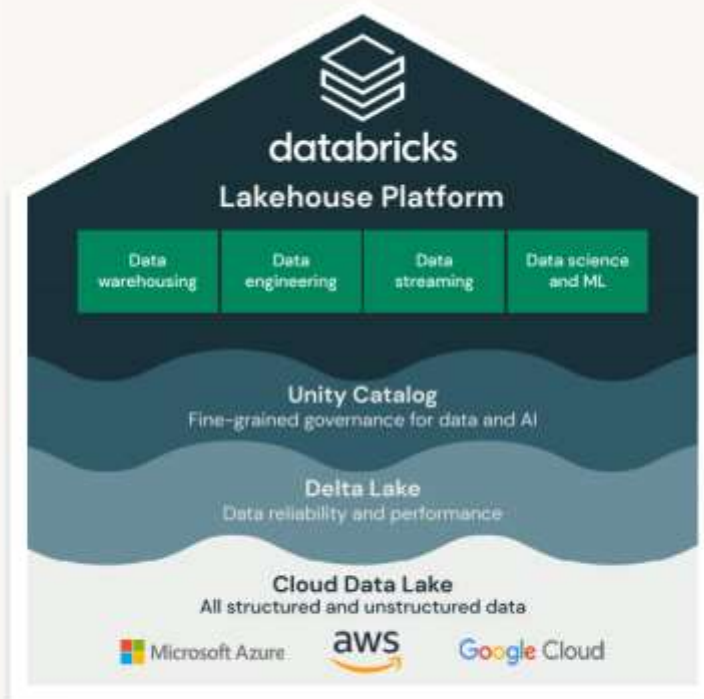 databricks
Lakehouse Platform
Data warehousing
Data engineering
Data streaming
Data science and ML
Unity Catalog
Fine-grained governance for data and AI
Delta Lake
Data reliability and performance
Cloud Data Lake
All structured and unstructured data
Microsoft Azure
aws
Google Cloud